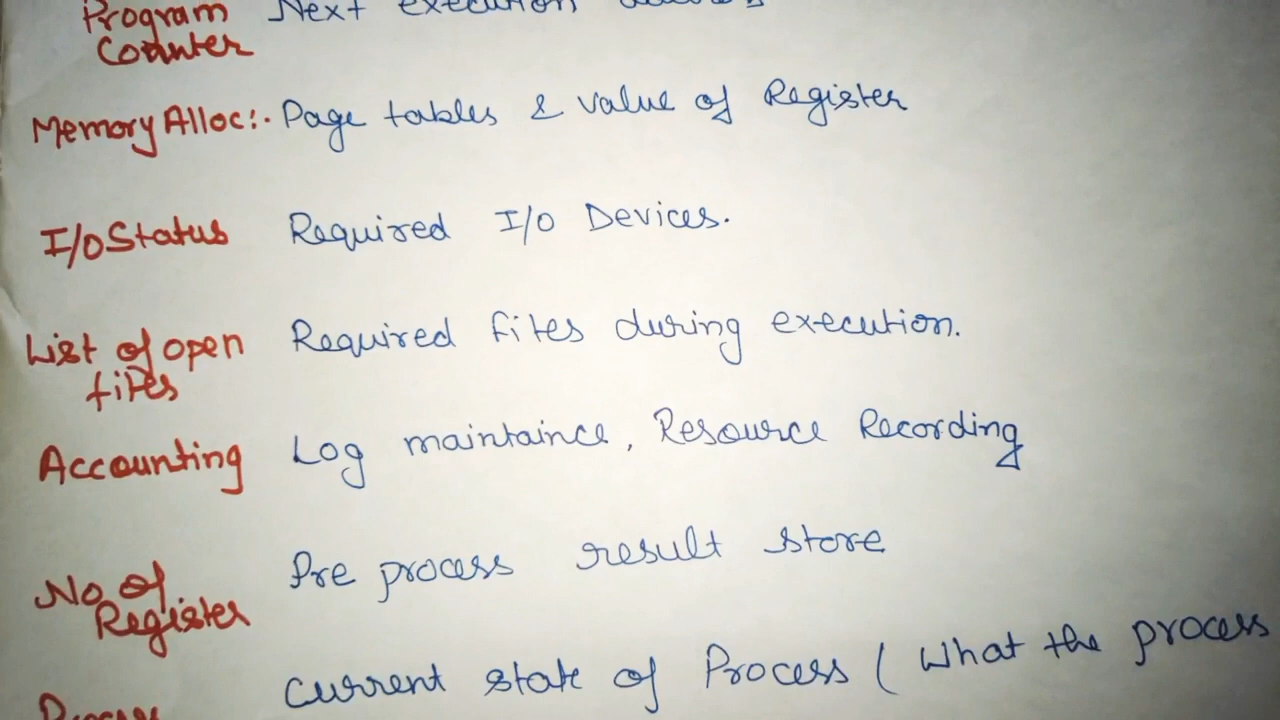 Program Next execution
Counter
Memory Alloc:. Page tables & value of Register
I/O Status Required I/O Devices.
List of open Required files during execution.
files
Accounting Log maintaince, Resource Recording
No of Pre process result store
Register
Process Current state of Process ( What the process